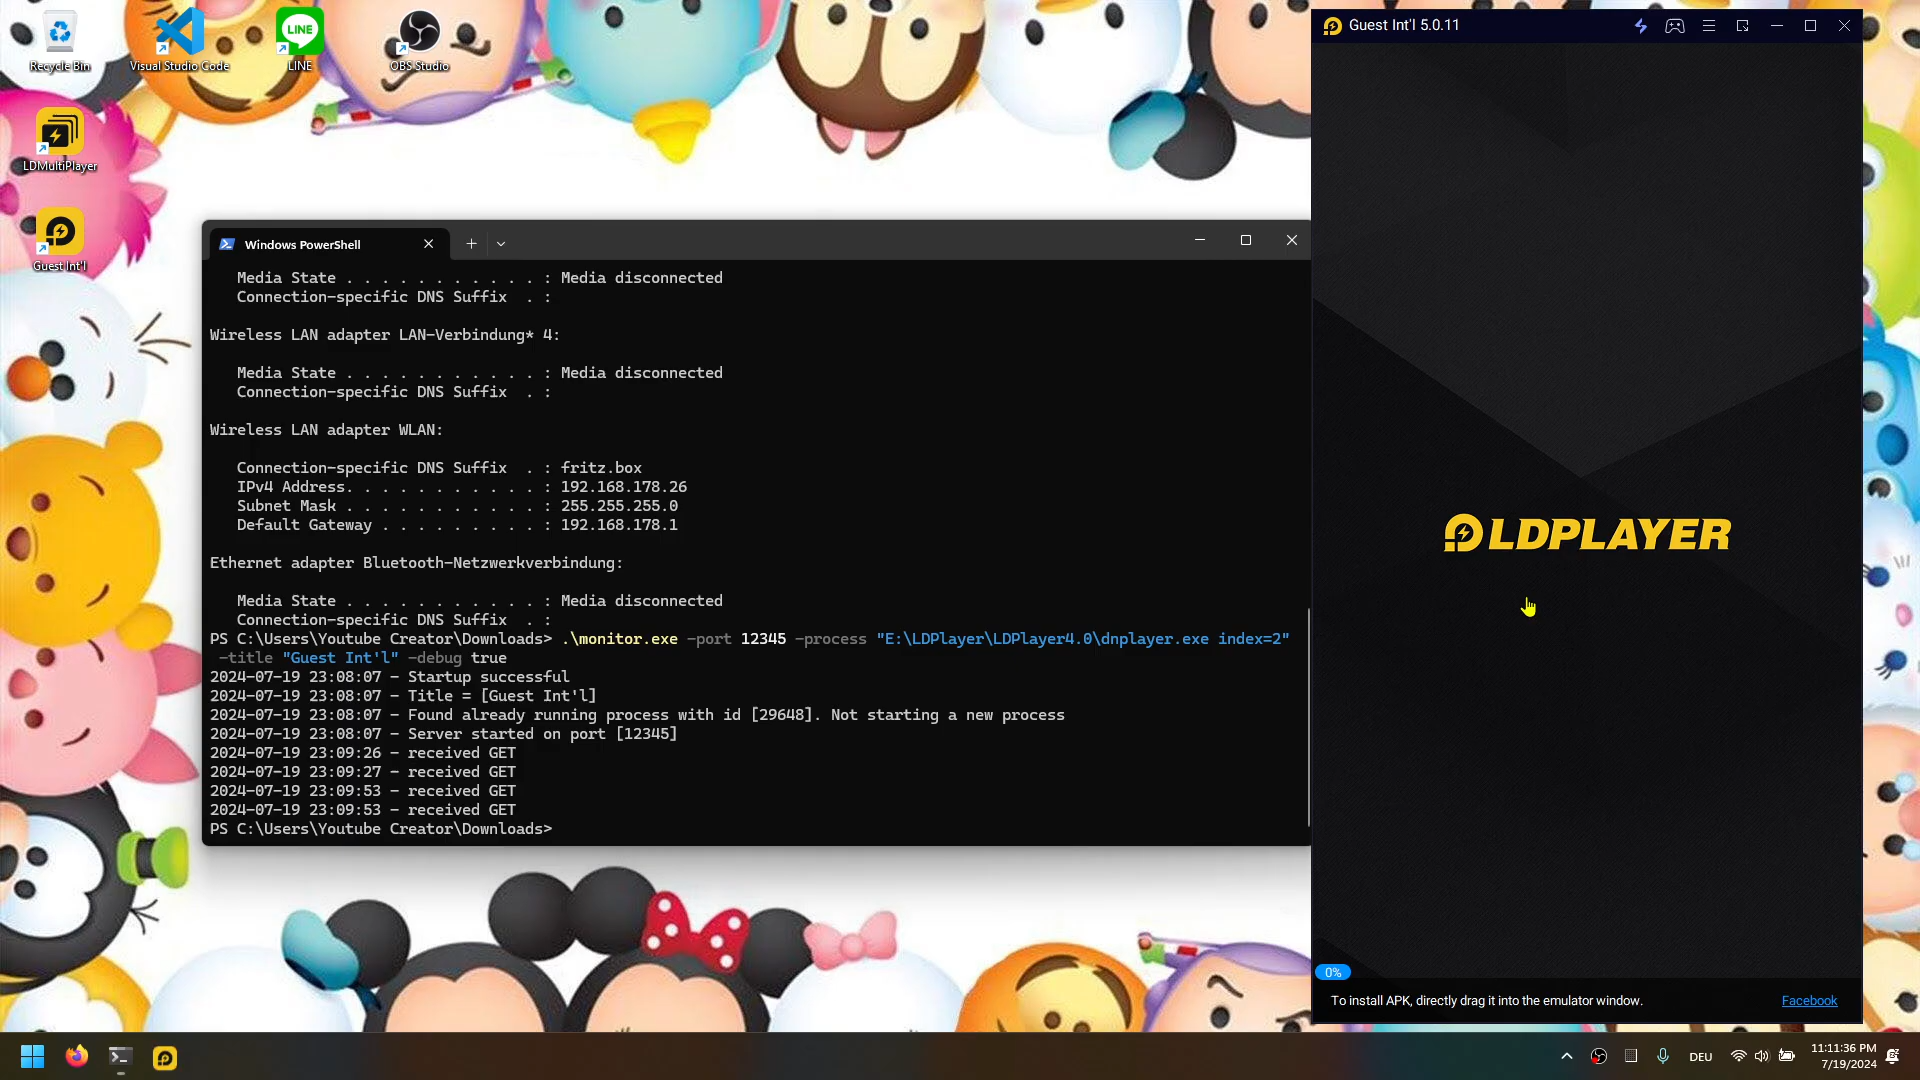 Recycle Bin
Visual Studio Code
LINE
LINE
OBS Studio
LDMultiPlayer
Guest Int'l
Windows PowerShell
   Media State . . . . . . . . . . . : Media disconnected
   Connection-specific DNS Suffix  . :
Wireless LAN adapter LAN-Verbindung* 4:
   Media State . . . . . . . . . . . : Media disconnected
   Connection-specific DNS Suffix  . :
Wireless LAN adapter WLAN:
   Connection-specific DNS Suffix  . : fritz.box
   IPv4 Address. . . . . . . . . . . : 192.168.178.26
   Subnet Mask . . . . . . . . . . . : 255.255.255.0
   Default Gateway . . . . . . . . . : 192.168.178.1
Ethernet adapter Bluetooth-Netzwerkverbindung:
   Media State . . . . . . . . . . . : Media disconnected
   Connection-specific DNS Suffix  . :
PS C:\Users\Youtube Creator\Downloads> .\monitor.exe -port 12345 -process "E:\LDPlayer\LDPlayer4.0\dnplayer.exe index=2"
 -title "Guest Int'l" -debug true
2024-07-19 23:08:07 - Startup successful
2024-07-19 23:08:07 - Title = [Guest Int'l]
2024-07-19 23:08:07 - Found already running process with id [29648]. Not starting a new process
2024-07-19 23:08:07 - Server started on port [12345]
2024-07-19 23:09:26 - received GET
2024-07-19 23:09:27 - received GET
2024-07-19 23:09:53 - received GET
2024-07-19 23:09:53 - received GET
PS C:\Users\Youtube Creator\Downloads>
Guest Int'l 5.0.11
LDPLAYER
0%
To install APK, directly drag it into the emulator window.
Facebook
DEU
11:11:36 PM
7/19/2024